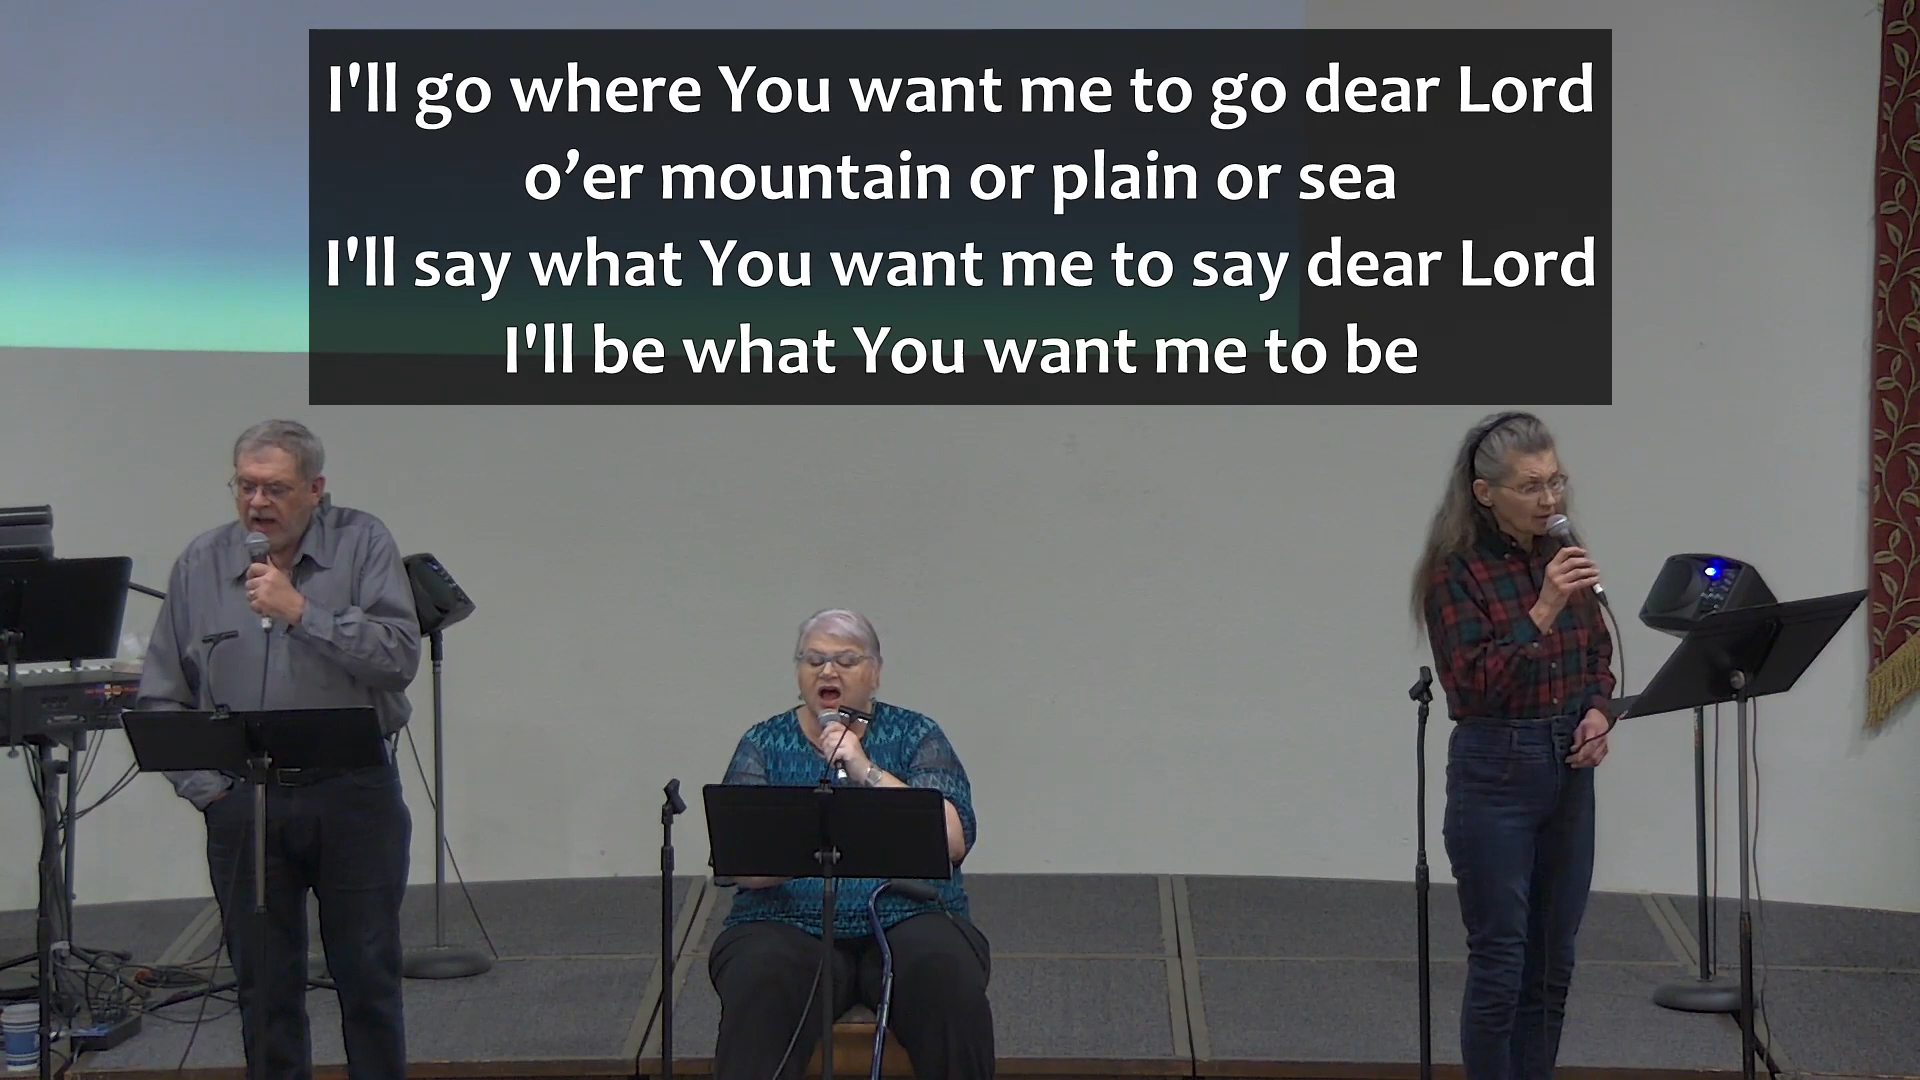 I'll go where You want me to go dear Lord
o’er mountain or plain or sea
I'll say what You want me to say dear Lord
I'll be what You want me to be